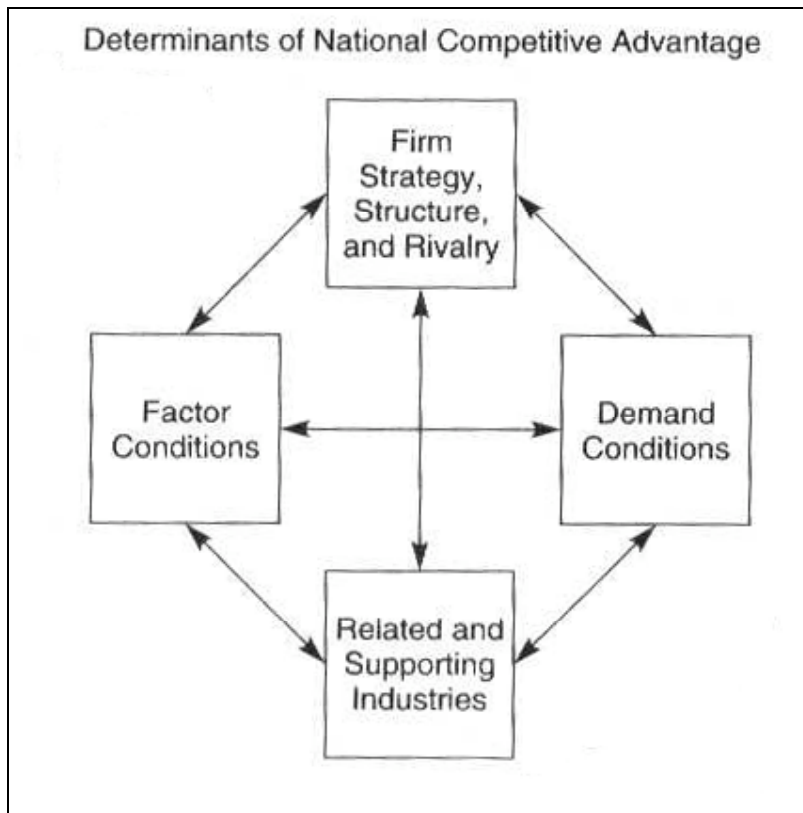 Determinants of National Competitive Advantage
Firm
Strategy,
Structure,
and Rivalry
Factor
Conditions
Demand
Conditions
Related and
Supporting
Industries